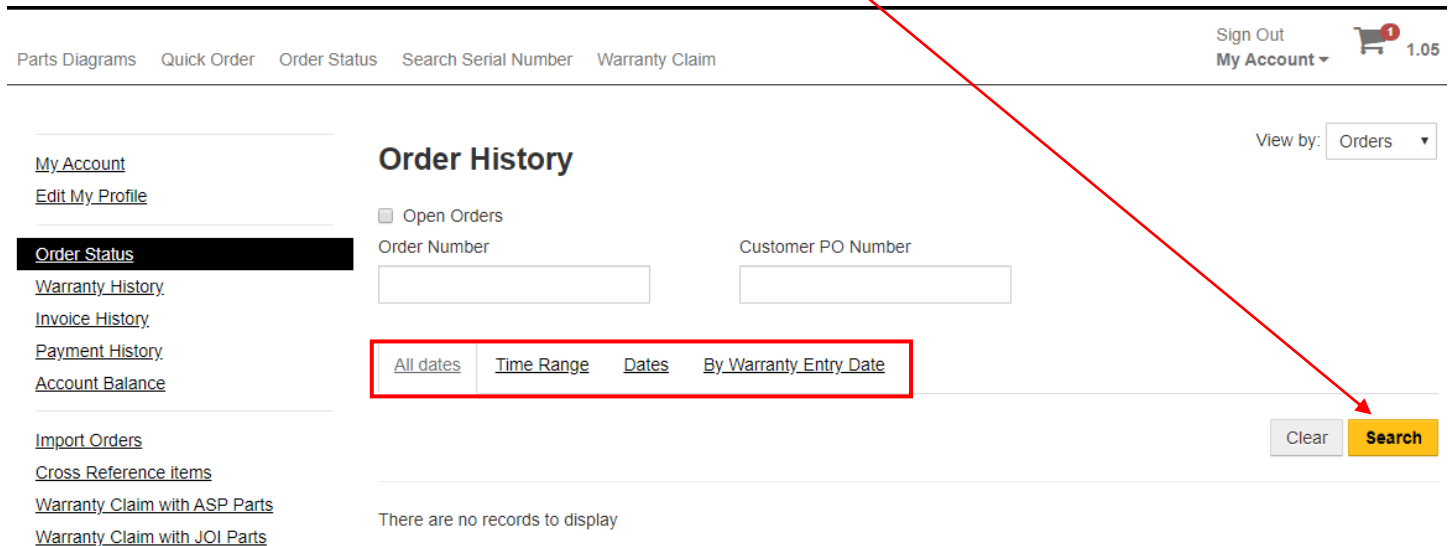 Sign Out
Parts Diagrams Quick Order Order Status Search Serial Number Warranty Claim
My Account
1
1.05
My Account
Edit My Profile
Order Status
Warranty History
Invoice History
Payment History
Account Balance
Import Orders
Cross Reference items
Warranty Claim with ASP Parts
Warranty Claim with JOI Parts
Order History
View by: Orders
Open Orders
Order Number Customer PO Number
All dates Time Range Dates By Warranty Entry Date
Clear Search
There are no records to display